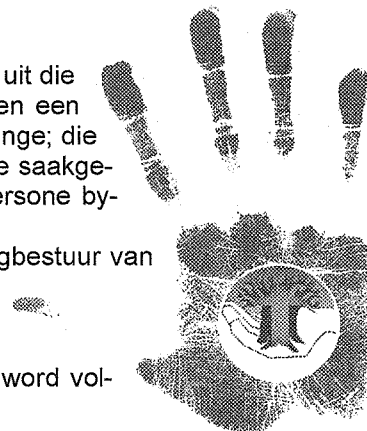 uit die
en een
nge; die
e saakge-
ersone by-
gbestuur van
word vol-